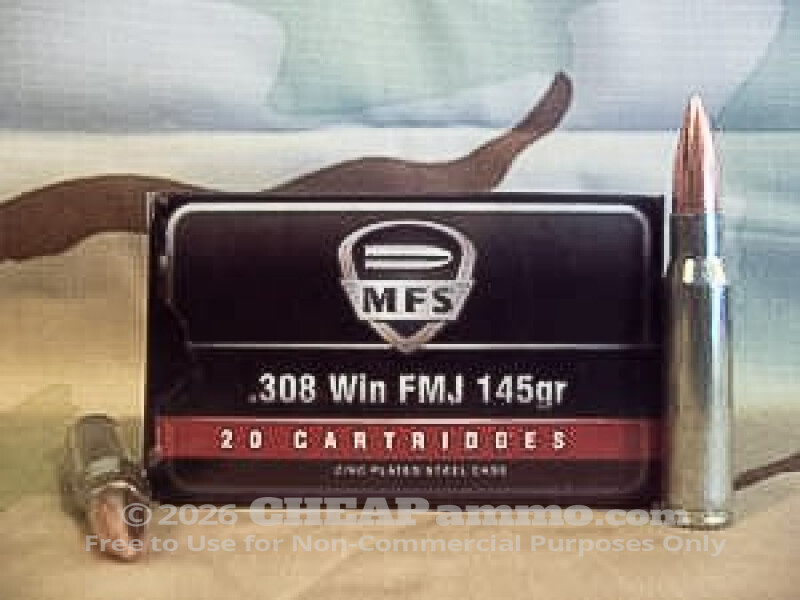 MFS
.308 Win FMJ 145gr
20 CARTRIDGES
ZINC PLATED STEEL CASE
© 2026 CHEAPammo.com
Free to Use for Non-Commercial Purposes Only